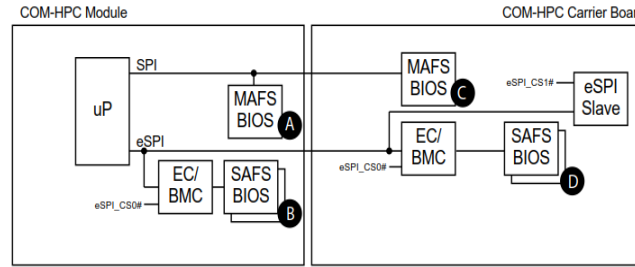 COM-HPC Module
COM-HPC Carrier Boar
SPI
uP
MAFS
BIOS
A
MAFS
BIOS
C
eSPI_CS1#
eSPI
Slave
eSPI
EC/
BMC
eSPI_CS0#
SAFS
BIOS
B
EC/
BMC
eSPI_CS0#
SAFS
BIOS
D